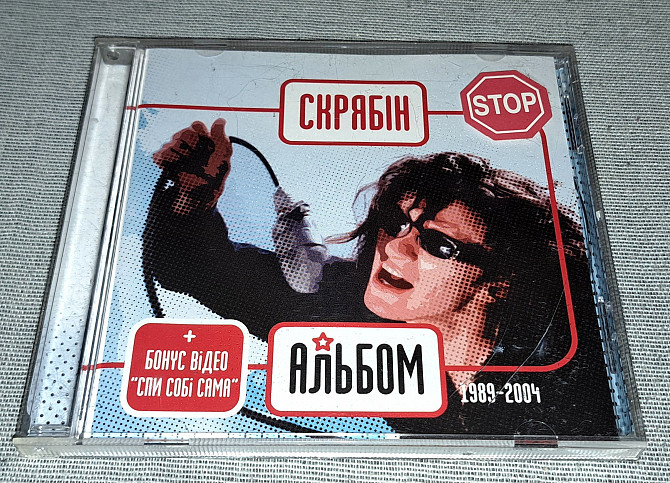 СКРЯБІН
STOP
+
БОНУС ВІДЕО
"СПИ СОБІ САМА"
АЛЬБОМ
1989-2004